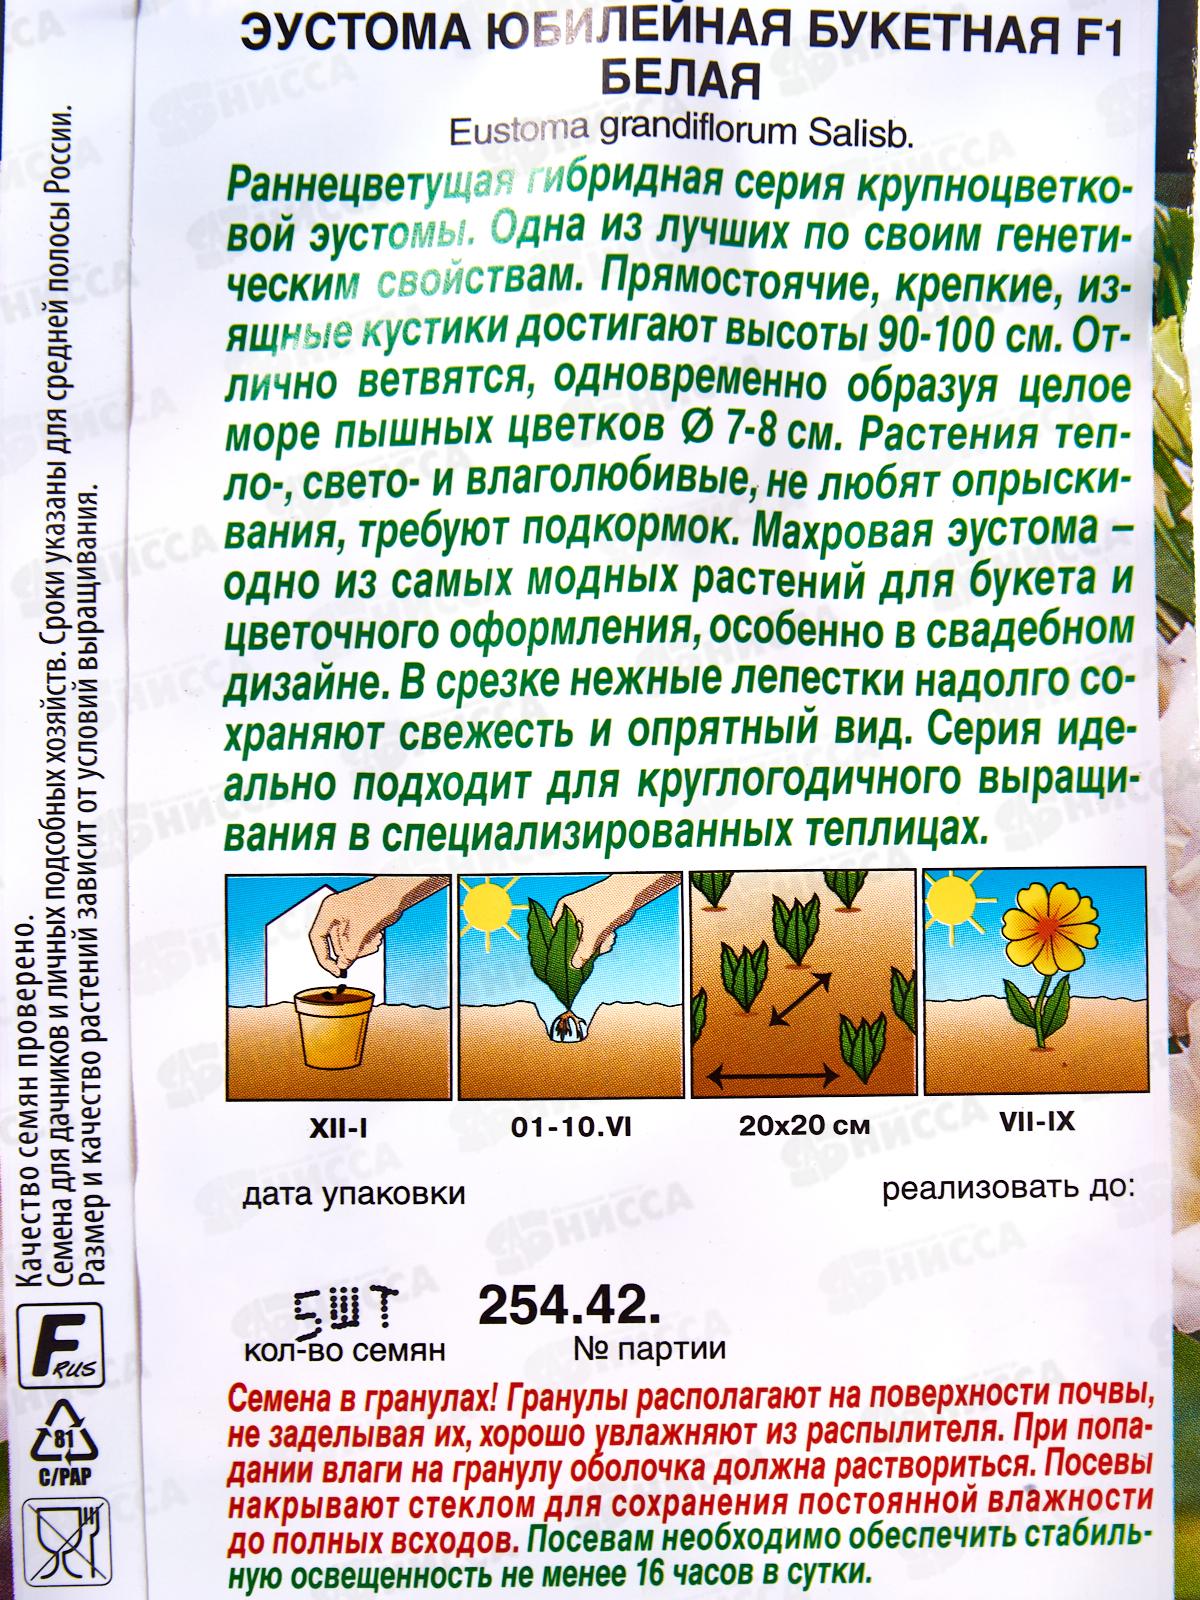 ЭУСТОМА ЮБИЛЕЙНАЯ БУКЕТНАЯ F1
БЕЛАЯ
Eustoma grandiflorum Salisb.
Раннецветущая гибридная серия крупноцветко-
вой эустомы. Одна из лучших по своим генети-
ческим свойствам. Прямостоячие, крепкие, из-
ящные кустики достигают высоты 90-100 см. От-
лично ветвятся, одновременно образуя целое
море пышных цветков Ø 7-8 см. Растения теп-
ло-, свето- и влаголюбивые, не любят опрыски-
вания, требуют подкормок. Махровая эустома –
одно из самых модных растений для букета и
цветочного оформления, особенно в свадебном
дизайне. В срезке нежные лепестки надолго со-
храняют свежесть и опрятный вид. Серия иде-
ально подходит для круглогодичного выращи-
вания в специализированных теплицах.
XII-I
01-10.VI
20х20 см
VII-IX
дата упаковки
реализовать до:
5ШТ
254.42.
кол-во семян
№ партии
Семена в гранулах! Гранулы располагают на поверхности почвы,
не заделывая их, хорошо увлажняют из распылителя. При попа-
дании влаги на гранулу оболочка должна раствориться. Посевы
накрывают стеклом для сохранения постоянной влажности
до полных всходов. Посевам необходимо обеспечить стабиль-
ную освещенность не менее 16 часов в сутки.
Качество семян проверено.
Семена для дачников и личных подсобных хозяйств. Сроки указаны для средней полосы России.
Размер и качество растений зависит от условий выращивания.
F RUS
81
C/PAP
НИССА